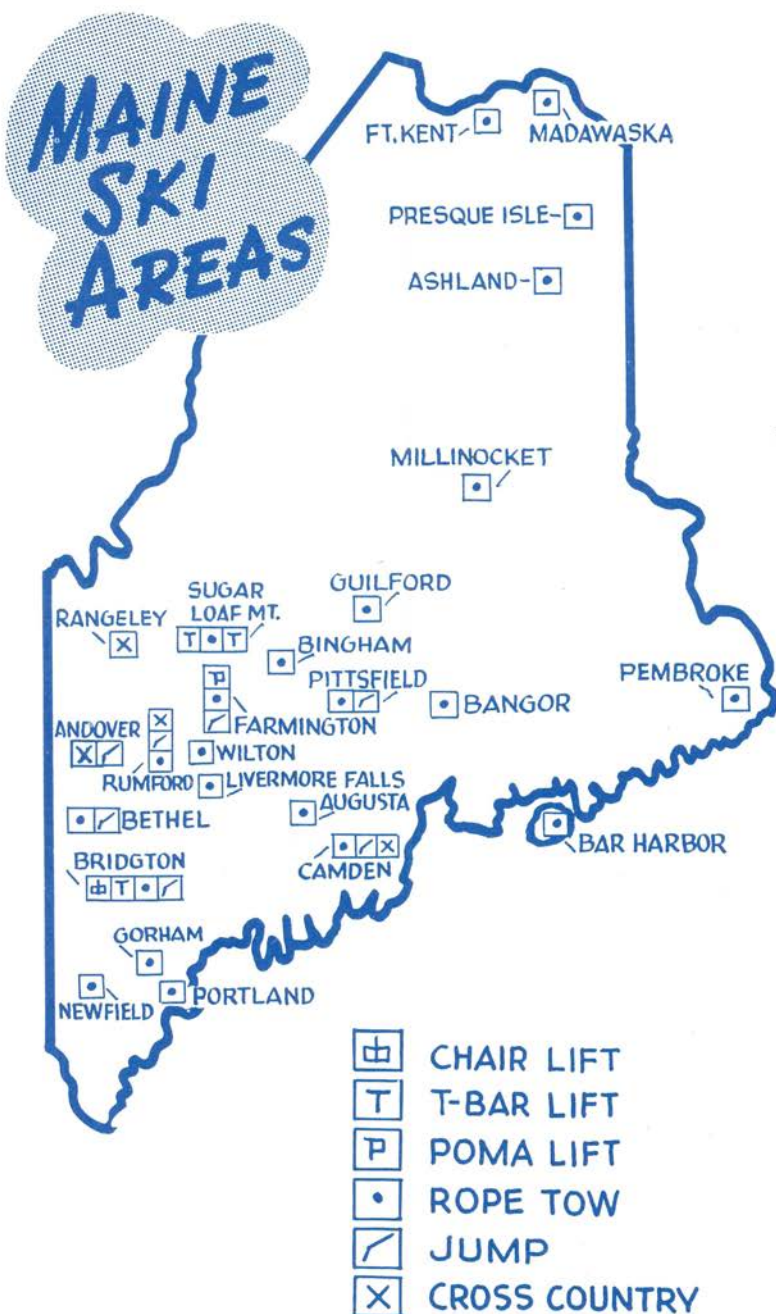 MAINE
SKI
AREAS
FT. KENT
MADAWASKA
PRESQUE ISLE
ASHLAND
MILLINOCKET
GUILFORD
SUGAR
LOAF MT.
RANGELEY
BINGHAM
PITTSFIELD
PEMBROKE
BANGOR
FARMINGTON
ANDOVER
WILTON
RUMFORD
LIVERMORE FALLS
AUGUSTA
BETHEL
BAR HARBOR
CAMDEN
BRIDGTON
GORHAM
NEWFIELD
PORTLAND
CHAIR LIFT
T T-BAR LIFT
P POMA LIFT
ROPE TOW
JUMP
X CROSS COUNTRY